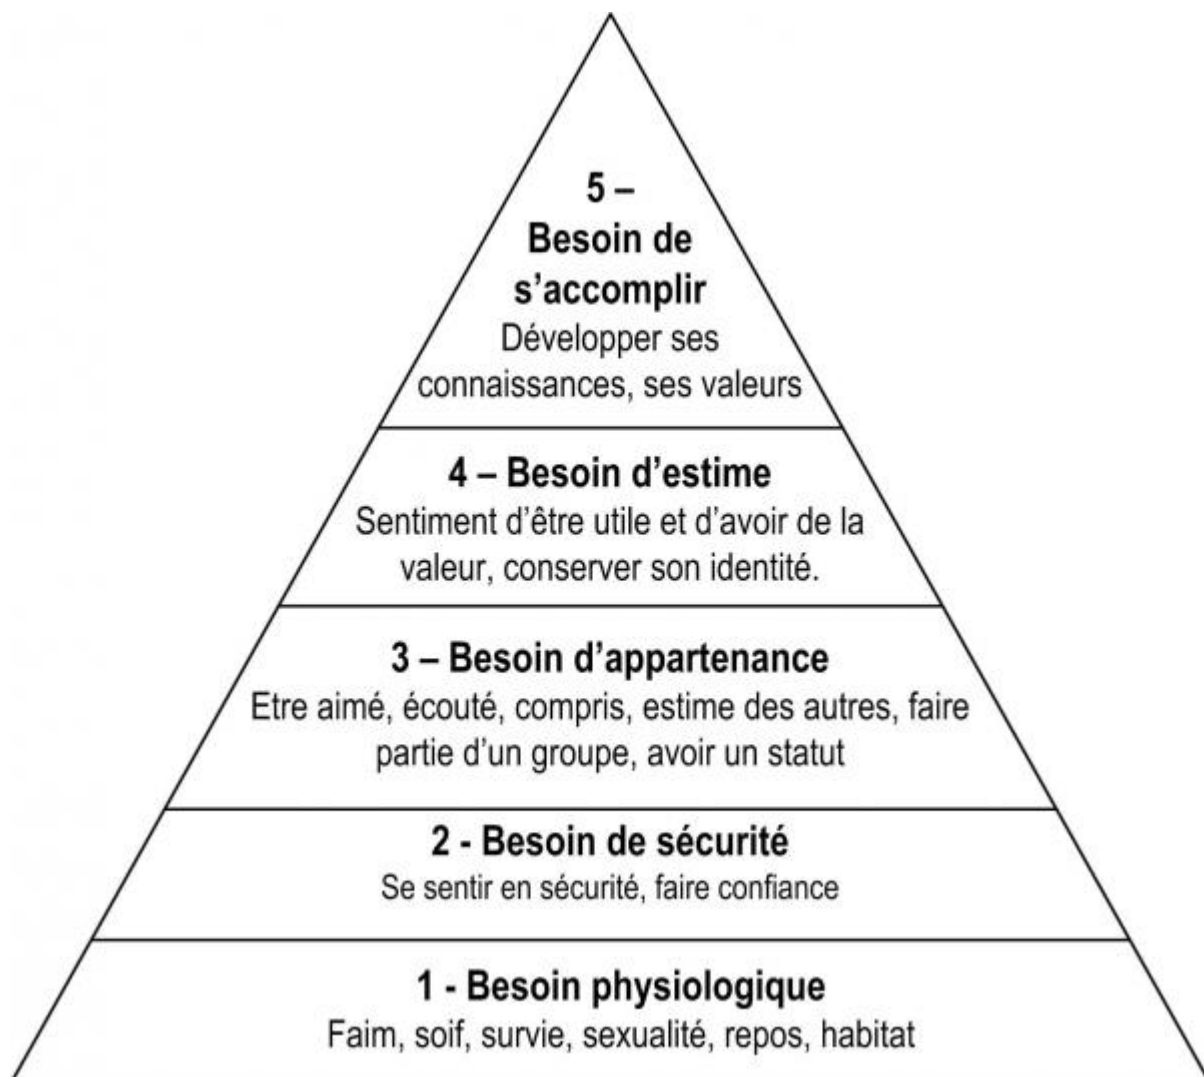 5 –
Besoin de
s’accomplir
Développer ses
connaissances, ses valeurs
4 – Besoin d’estime
Sentiment d’être utile et d’avoir de la
valeur, conserver son identité.
3 – Besoin d’appartenance
Etre aimé, écouté, compris, estime des autres, faire
partie d’un groupe, avoir un statut
2 - Besoin de sécurité
Se sentir en sécurité, faire confiance
1 - Besoin physiologique
Faim, soif, survie, sexualité, repos, habitat